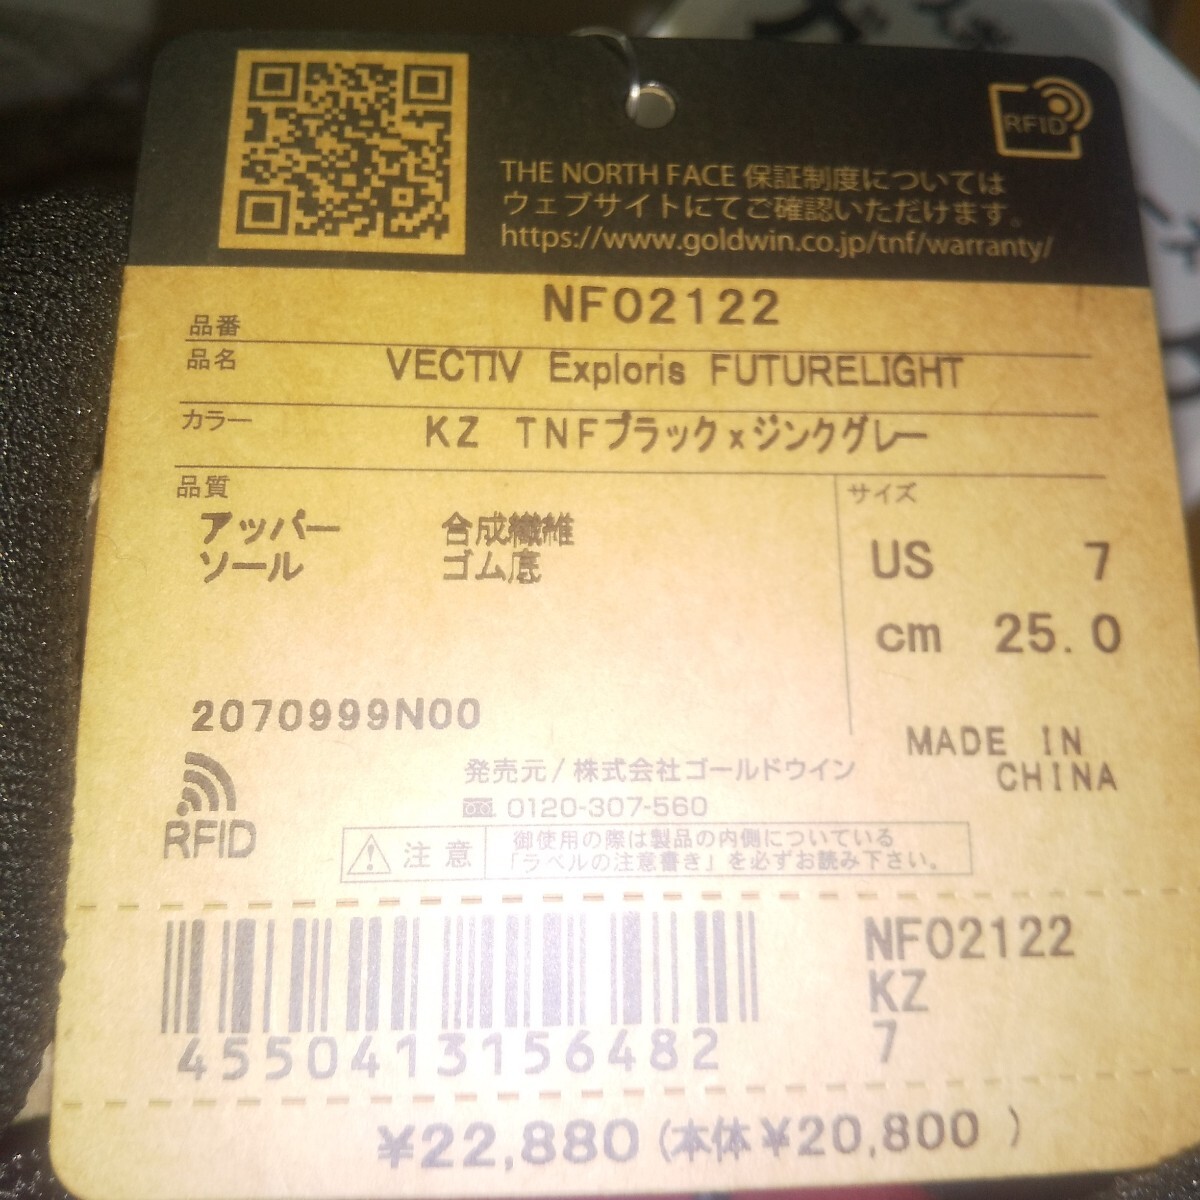 RFID
THE NORTH FACE 保証制度については
ウェブサイトにてご確認いただけます。
https://www.goldwin.co.jp/tnf/warranty/
品番 NF02122
品名 VECTIV Exploris FUTURELIGHT
カラー KZ TNFブラック×ジンクグレー
品質
アッパー 合成繊維
ソール ゴム底
サイズ
US 7
cm 25.0
2070999N00
MADE IN
CHINA
RFID
発売元/株式会社ゴールドウイン
0120-307-560
注意 御使用の際は製品の内側についている
「ラベルの注意書き」を必ずお読み下さい。
4550413156482
NF02122
KZ
7
¥22,880(本体¥20,800 )